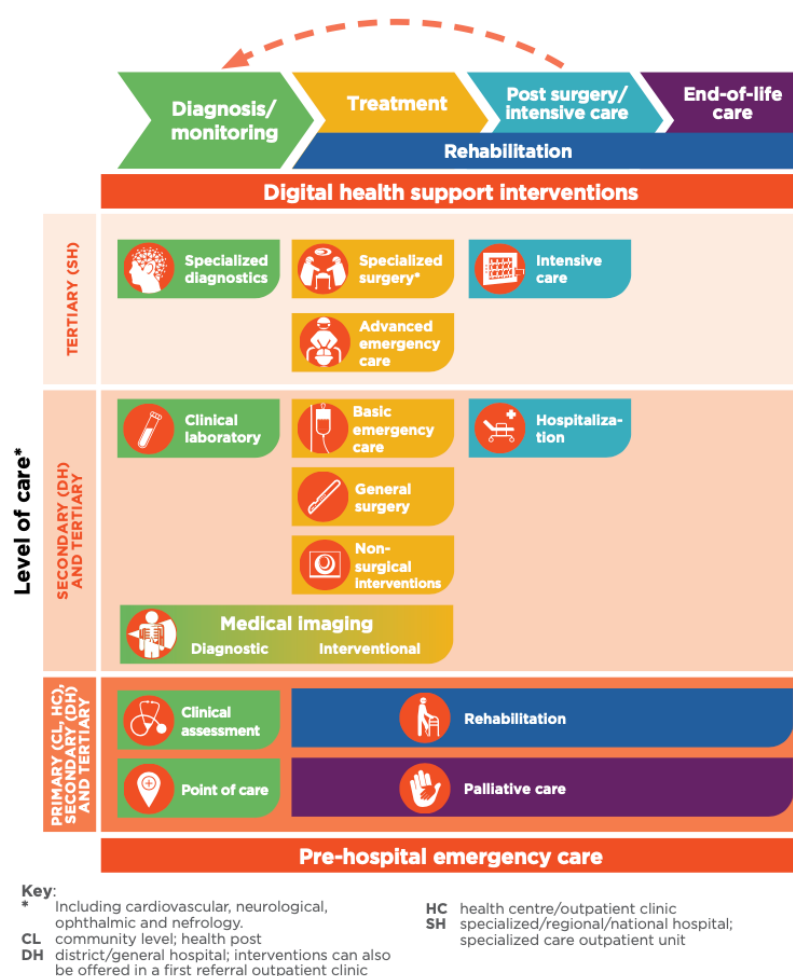 Diagnosis/
monitoring
Treatment
Post surgery/
intensive care
End-of-life
care
Rehabilitation
Digital health support interventions
Level of care*
TERTIARY (SH)
Specialized
diagnostics
Specialized
surgery*
Intensive
care
Advanced
emergency
care
SECONDARY (DH)
AND TERTIARY
Clinical
laboratory
Basic
emergency
care
Hospitaliza-
tion
General
surgery
Non-
surgical
interventions
Medical imaging
Diagnostic Interventional
PRIMARY (CL, HC),
SECONDARY (DH)
AND TERTIARY
Clinical
assessment
Rehabilitation
Point of care
Palliative care
Pre-hospital emergency care
Key:
* Including cardiovascular, neurological,
ophthalmic and nefrology.
CL community level; health post
DH district/general hospital; interventions can also
be offered in a first referral outpatient clinic
HC health centre/outpatient clinic
SH specialized/regional/national hospital;
specialized care outpatient unit